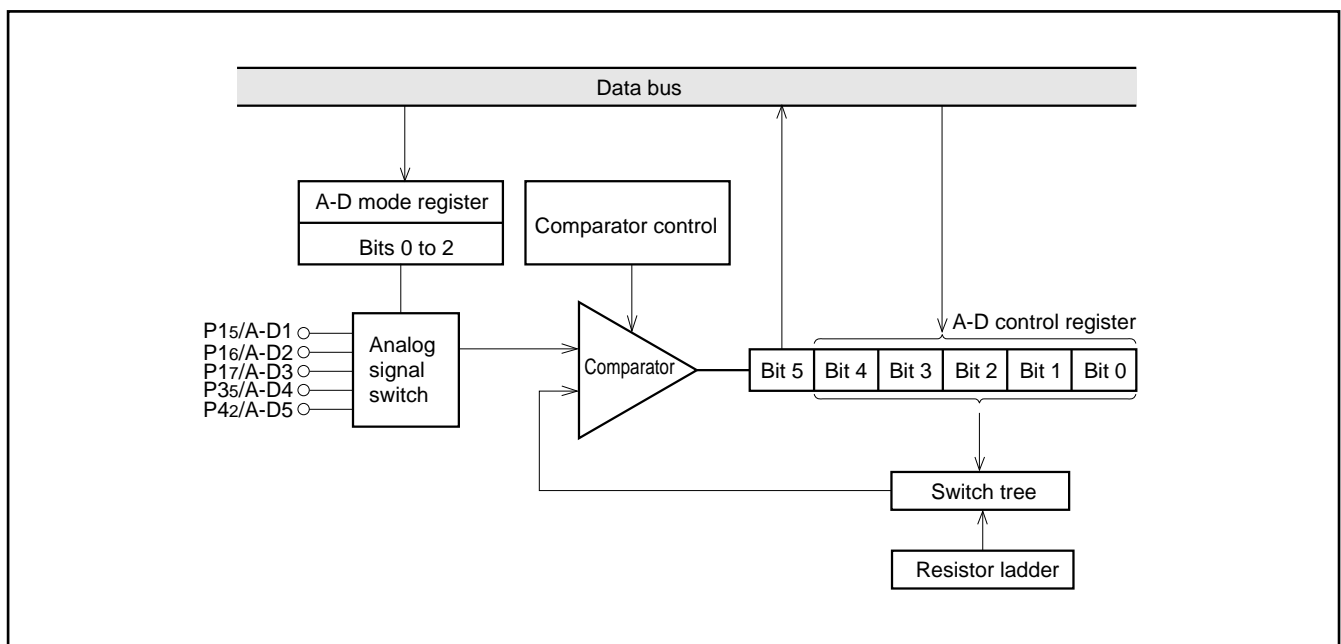 Data bus
A-D mode register
Bits 0 to 2
Comparator control
P15/A-D1
P16/A-D2
P17/A-D3
P35/A-D4
P42/A-D5
Analog
signal
switch
Comparator
A-D control register
Bit 5 Bit 4 Bit 3 Bit 2 Bit 1 Bit 0
Switch tree
Resistor ladder